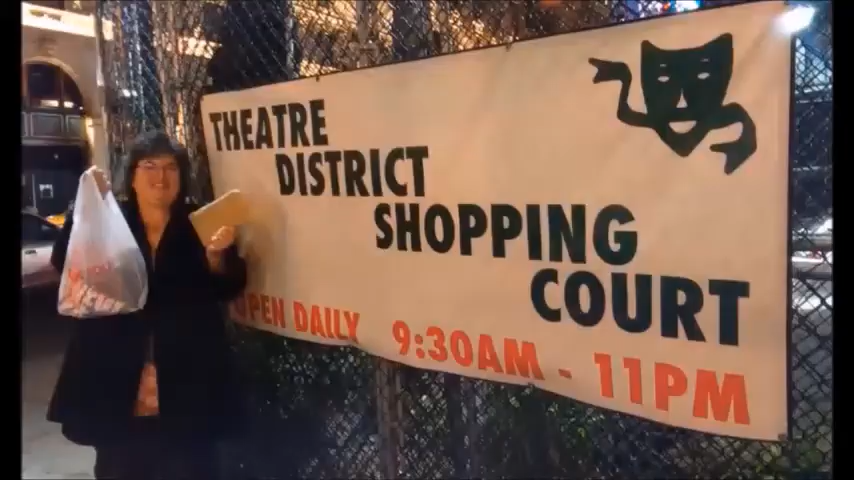 THEATRE
DISTRICT
SHOPPING
COURT
OPEN DAILY 9:30AM - 11PM